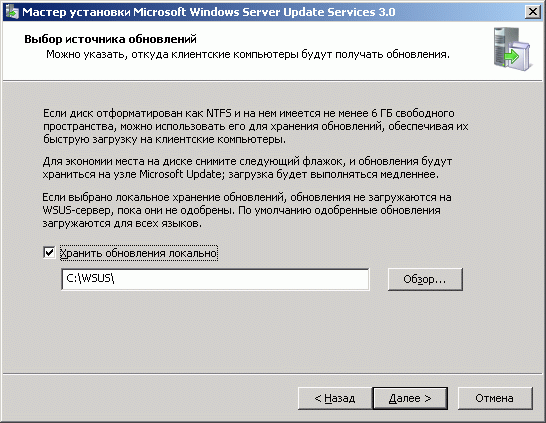 Мастер установки Microsoft Windows Server Update Services 3.0
Выбор источника обновлений
Можно указать, откуда клиентские компьютеры будут получать обновления.
Если диск отформатирован как NTFS и на нем имеется не менее 6 ГБ свободного
пространства, можно использовать его для хранения обновлений, обеспечивая их
быструю загрузку на клиентские компьютеры.
Для экономии места на диске снимите следующий флажок, и обновления будут
храниться на узле Microsoft Update; загрузка будет выполняться медленнее.
Если выбрано локальное хранение обновлений, обновления не загружаются на
WSUS-сервер, пока они не одобрены. По умолчанию одобренные обновления
загружаются для всех языков.
Хранить обновления локально
C:\WSUS\
Обзор...
< Назад
Далее >
Отмена